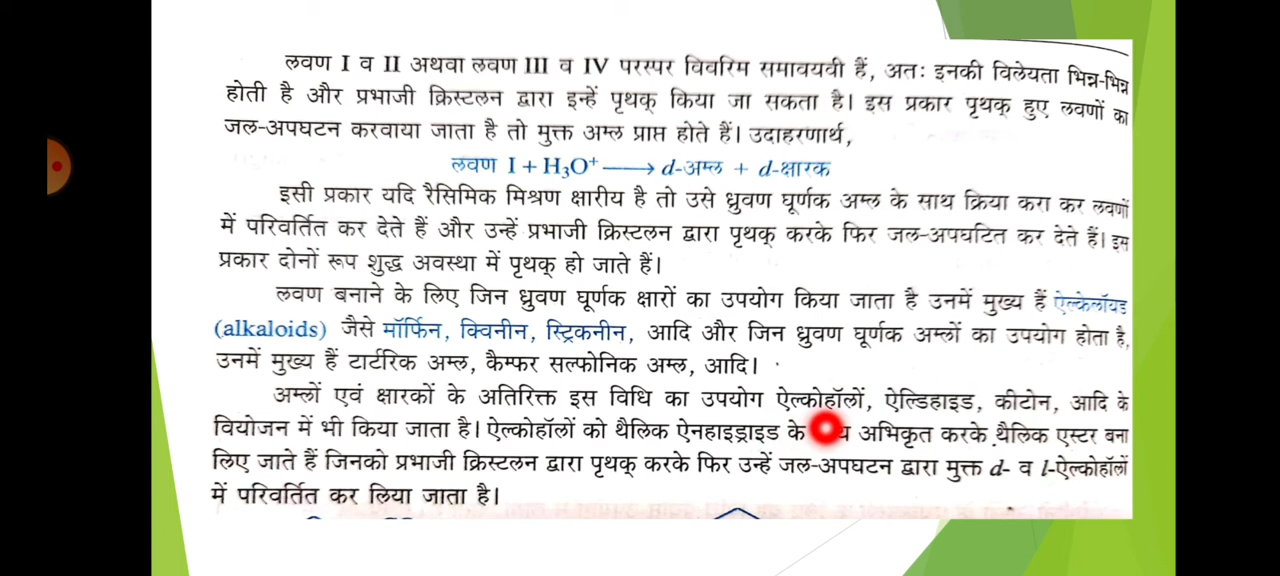 लवण I व II अथवा लवण III व IV परस्पर विवरिम समावयवी हैं, अतः इनकी विलेयता भिन्न-भिन्न
होती है और प्रभाजी क्रिस्टलन द्वारा इन्हें पृथक् किया जा सकता है। इस प्रकार पृथक् हुए लवणों का
जल-अपघटन करवाया जाता है तो मुक्त अम्ल प्राप्त होते हैं। उदाहरणार्थ,
लवण I + H₃O⁺ ⟶ d-अम्ल + d-क्षारक
इसी प्रकार यदि रैसिमिक मिश्रण क्षारीय है तो उसे ध्रुवण घूर्णक अम्ल के साथ क्रिया करा कर लवणों
में परिवर्तित कर देते हैं और उन्हें प्रभाजी क्रिस्टलन द्वारा पृथक् करके फिर जल-अपघटित कर देते हैं। इस
प्रकार दोनों रूप शुद्ध अवस्था में पृथक् हो जाते हैं।
लवण बनाने के लिए जिन ध्रुवण घूर्णक क्षारों का उपयोग किया जाता है उनमें मुख्य हैं ऐल्केलॉयड
(alkaloids) जैसे मॉर्फिन, क्विनीन, स्ट्रिकनीन, आदि और जिन ध्रुवण घूर्णक अम्लों का उपयोग होता है,
उनमें मुख्य हैं टार्टरिक अम्ल, कैम्फर सल्फोनिक अम्ल, आदि।
अम्लों एवं क्षारकों के अतिरिक्त इस विधि का उपयोग ऐल्कोहॉलों, ऐल्डिहाइड, कीटोन, आदि के
वियोजन में भी किया जाता है। ऐल्कोहॉलों को थैलिक ऐनहाइड्राइड के अभिकृत करके थैलिक एस्टर बना
लिए जाते हैं जिनको प्रभाजी क्रिस्टलन द्वारा पृथक् करके फिर उन्हें जल-अपघटन द्वारा मुक्त d- व l-ऐल्कोहॉलों
में परिवर्तित कर लिया जाता है।